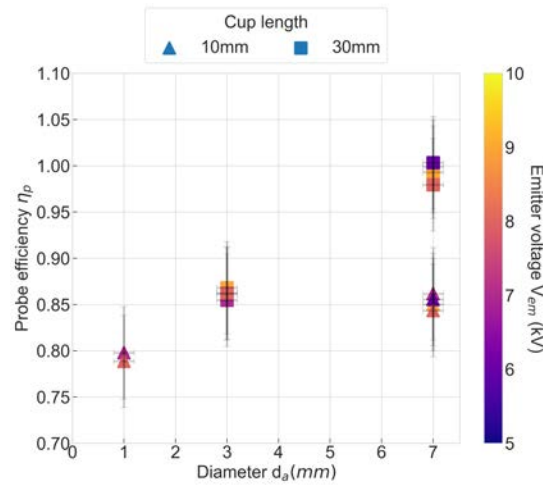 Cup length
10mm 30mm
1.10
1.05
1.00
0.95
0.90
0.85
0.80
0.75
0.70
Probe efficiency ηp
0 1 2 3 4 5 6 7
Diameter da(mm)
10
9
8
7
6
5
Emitter voltage Vem (kV)